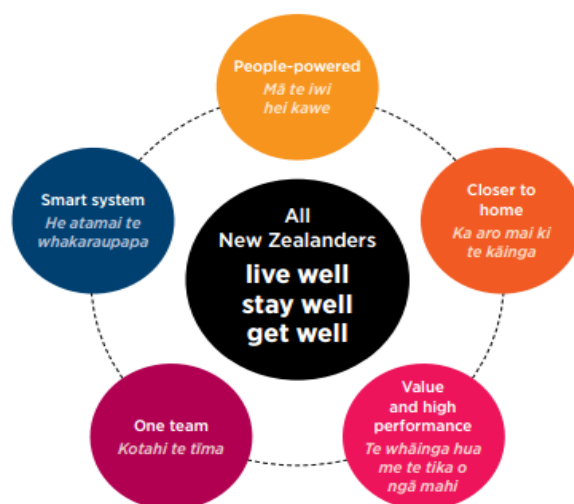 People-powered
Mā te iwi
hei kawe
Closer to
home
Ka aro mai ki
te kāinga
Value
and high
performance
Te whāinga hua
me te tika o
ngā mahi
One team
Kotahi te tīma
Smart system
He atamai te
whakaraupapa
All
New Zealanders
live well
stay well
get well